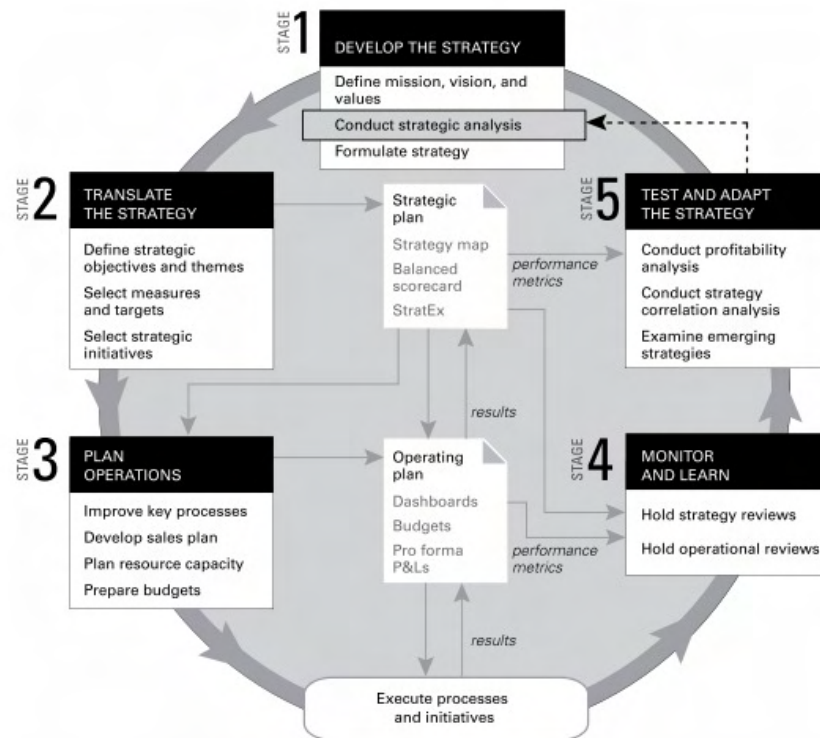 STAGE 1
DEVELOP THE STRATEGY
Define mission, vision, and
values
Conduct strategic analysis
Formulate strategy
STAGE 2
TRANSLATE
THE STRATEGY
Define strategic
objectives and themes
Select measures
and targets
Select strategic
initiatives
Strategic
plan
Strategy map
Balanced
scorecard
StratEx
performance
metrics
STAGE 5
TEST AND ADAPT
THE STRATEGY
Conduct profitability
analysis
Conduct strategy
correlation analysis
Examine emerging
strategies
results
STAGE 3
PLAN
OPERATIONS
Improve key processes
Develop sales plan
Plan resource capacity
Prepare budgets
Operating
plan
Dashboards
Budgets
Pro forma
P&Ls
performance
metrics
STAGE 4
MONITOR
AND LEARN
Hold strategy reviews
Hold operational reviews
results
Execute processes
and initiatives